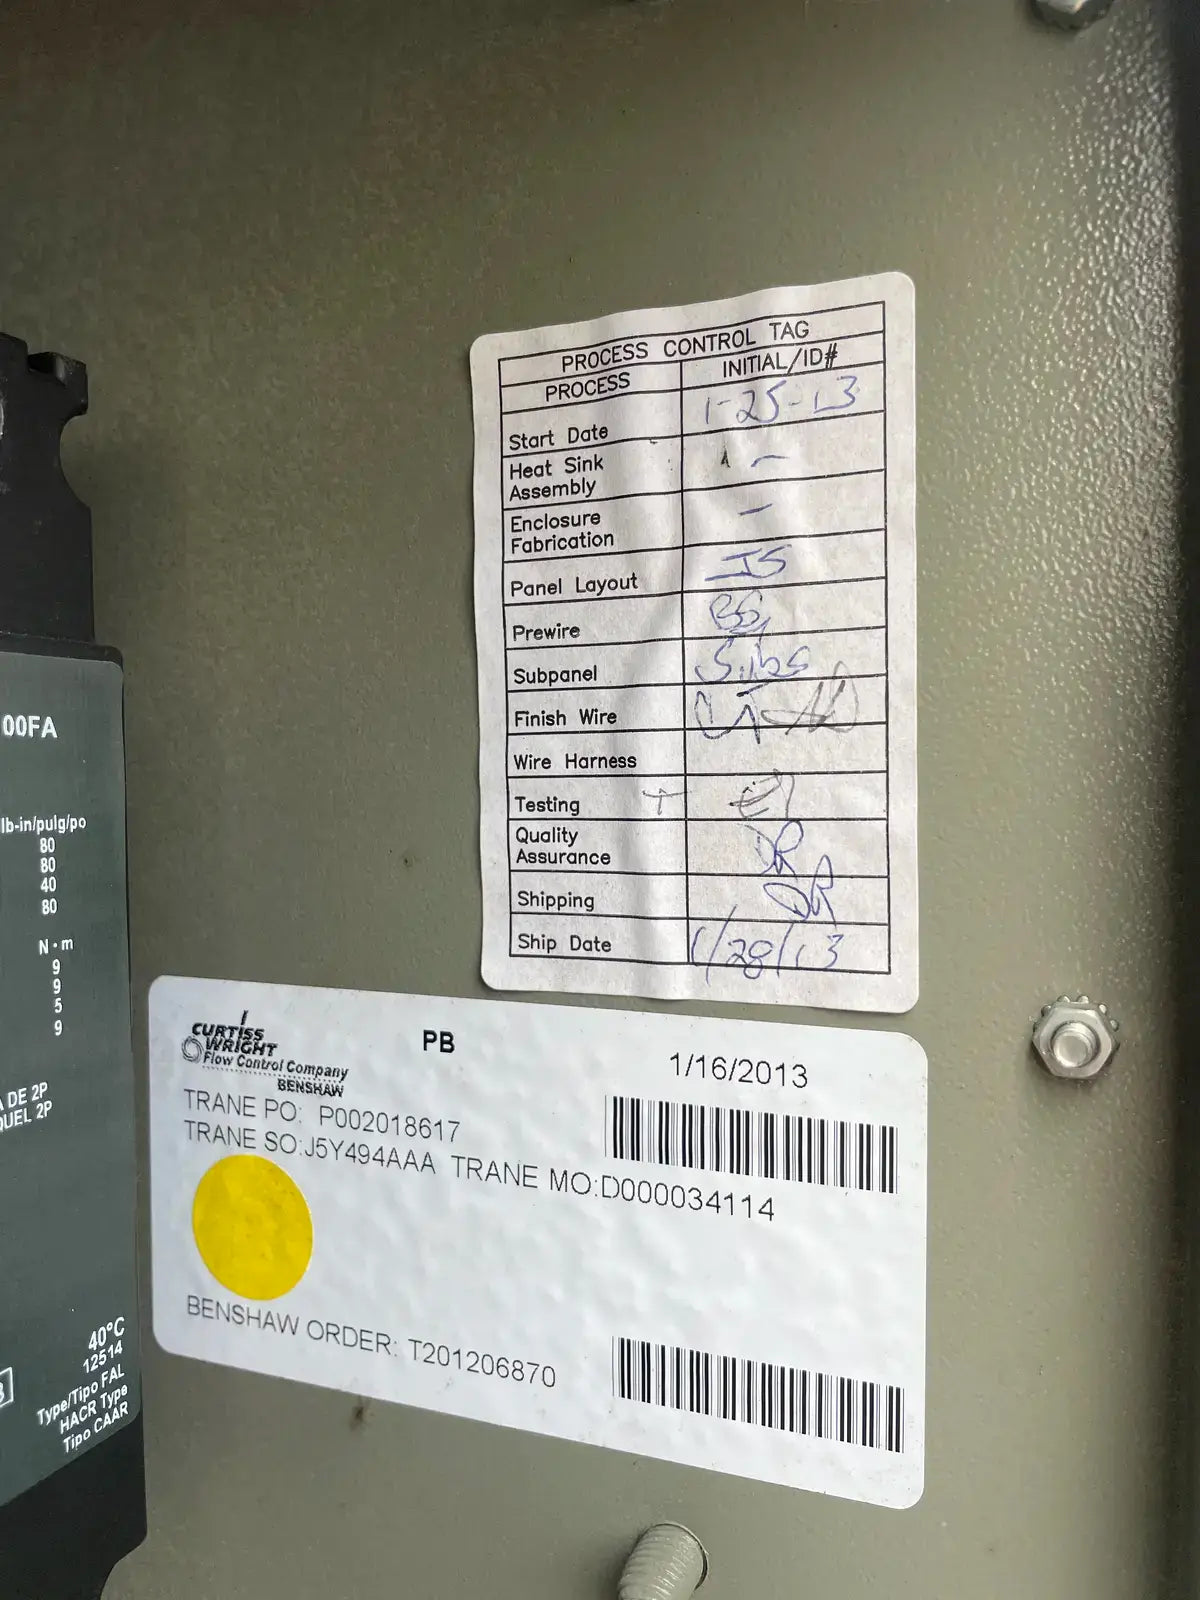 PROCESS CONTROL TAG
PROCESS INITIAL/ID#
Start Date 1-25-13
Heat Sink Assembly –
Enclosure Fabrication –
Panel Layout JS
Prewire BG
Subpanel
Finish Wire
Wire Harness
Testing T
Quality Assurance DR
Shipping DR
Ship Date 1/28/13
CURTISS
WRIGHT
Flow Control Company
BENSHAW
PB
1/16/2013
TRANE PO: P002018617
TRANE SO:J5Y494AAA TRANE MO:D000034114
BENSHAW ORDER: T201206870
00FA
lb-in/pulg/po
80
80
40
80
N·m
9
9
5
9
DE 2P
QUEL 2P
40°C
12514
Type/Tipo FAL
HACR Type
Tipo CAAR